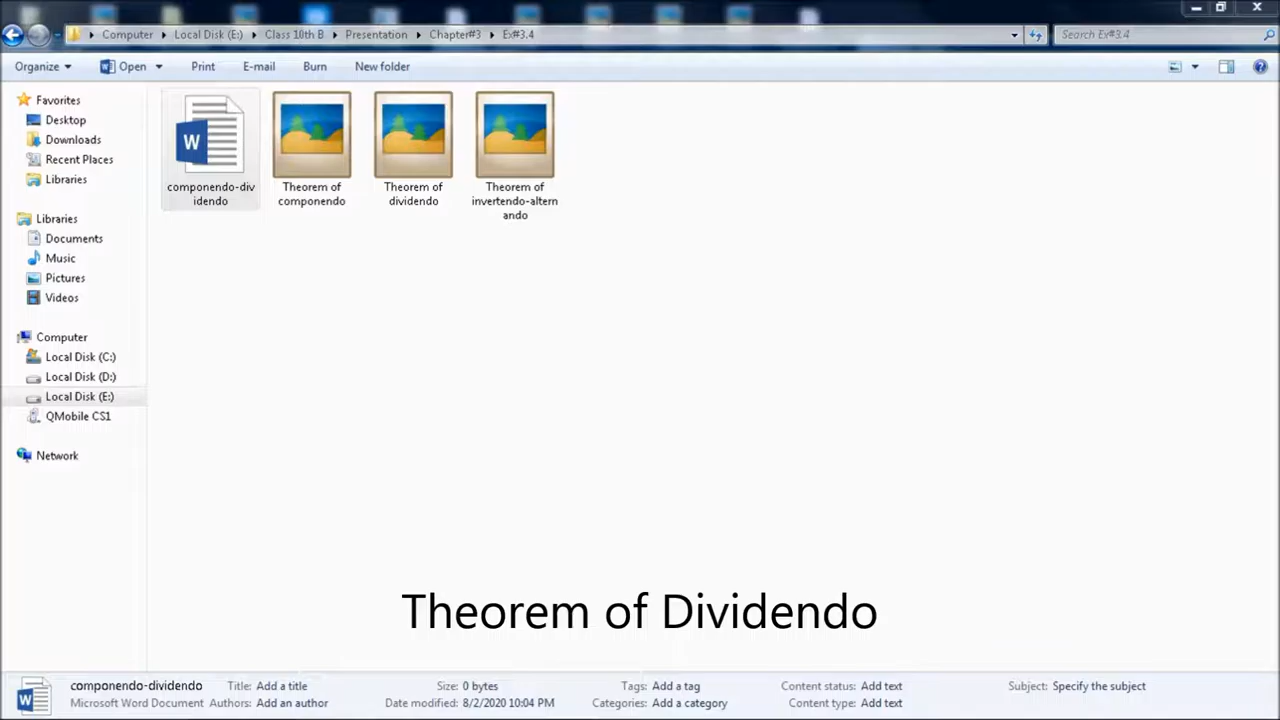 Computer
Local Disk (E:)
Class 10th B
Presentation
Chapter#3
Ex#3.4
Search Ex#3.4
Organize
Open
Print
E-mail
Burn
New folder
Favorites
Desktop
Downloads
Recent Places
Libraries
Libraries
Documents
Music
Pictures
Videos
Computer
Local Disk (C:)
Local Disk (D:)
Local Disk (E:)
QMobile CS1
Network
W
componendo-div
idendo
Theorem of
componendo
Theorem of
dividendo
Theorem of
invertendo-altern
ando
Theorem of Dividendo
W
componendo-dividendo
Title: Add a title
Size: 0 bytes
Tags: Add a tag
Content status: Add text
Subject: Specify the subject
Microsoft Word Document
Authors: Add an author
Date modified: 8/2/2020 10:04 PM
Categories: Add a category
Content type: Add text